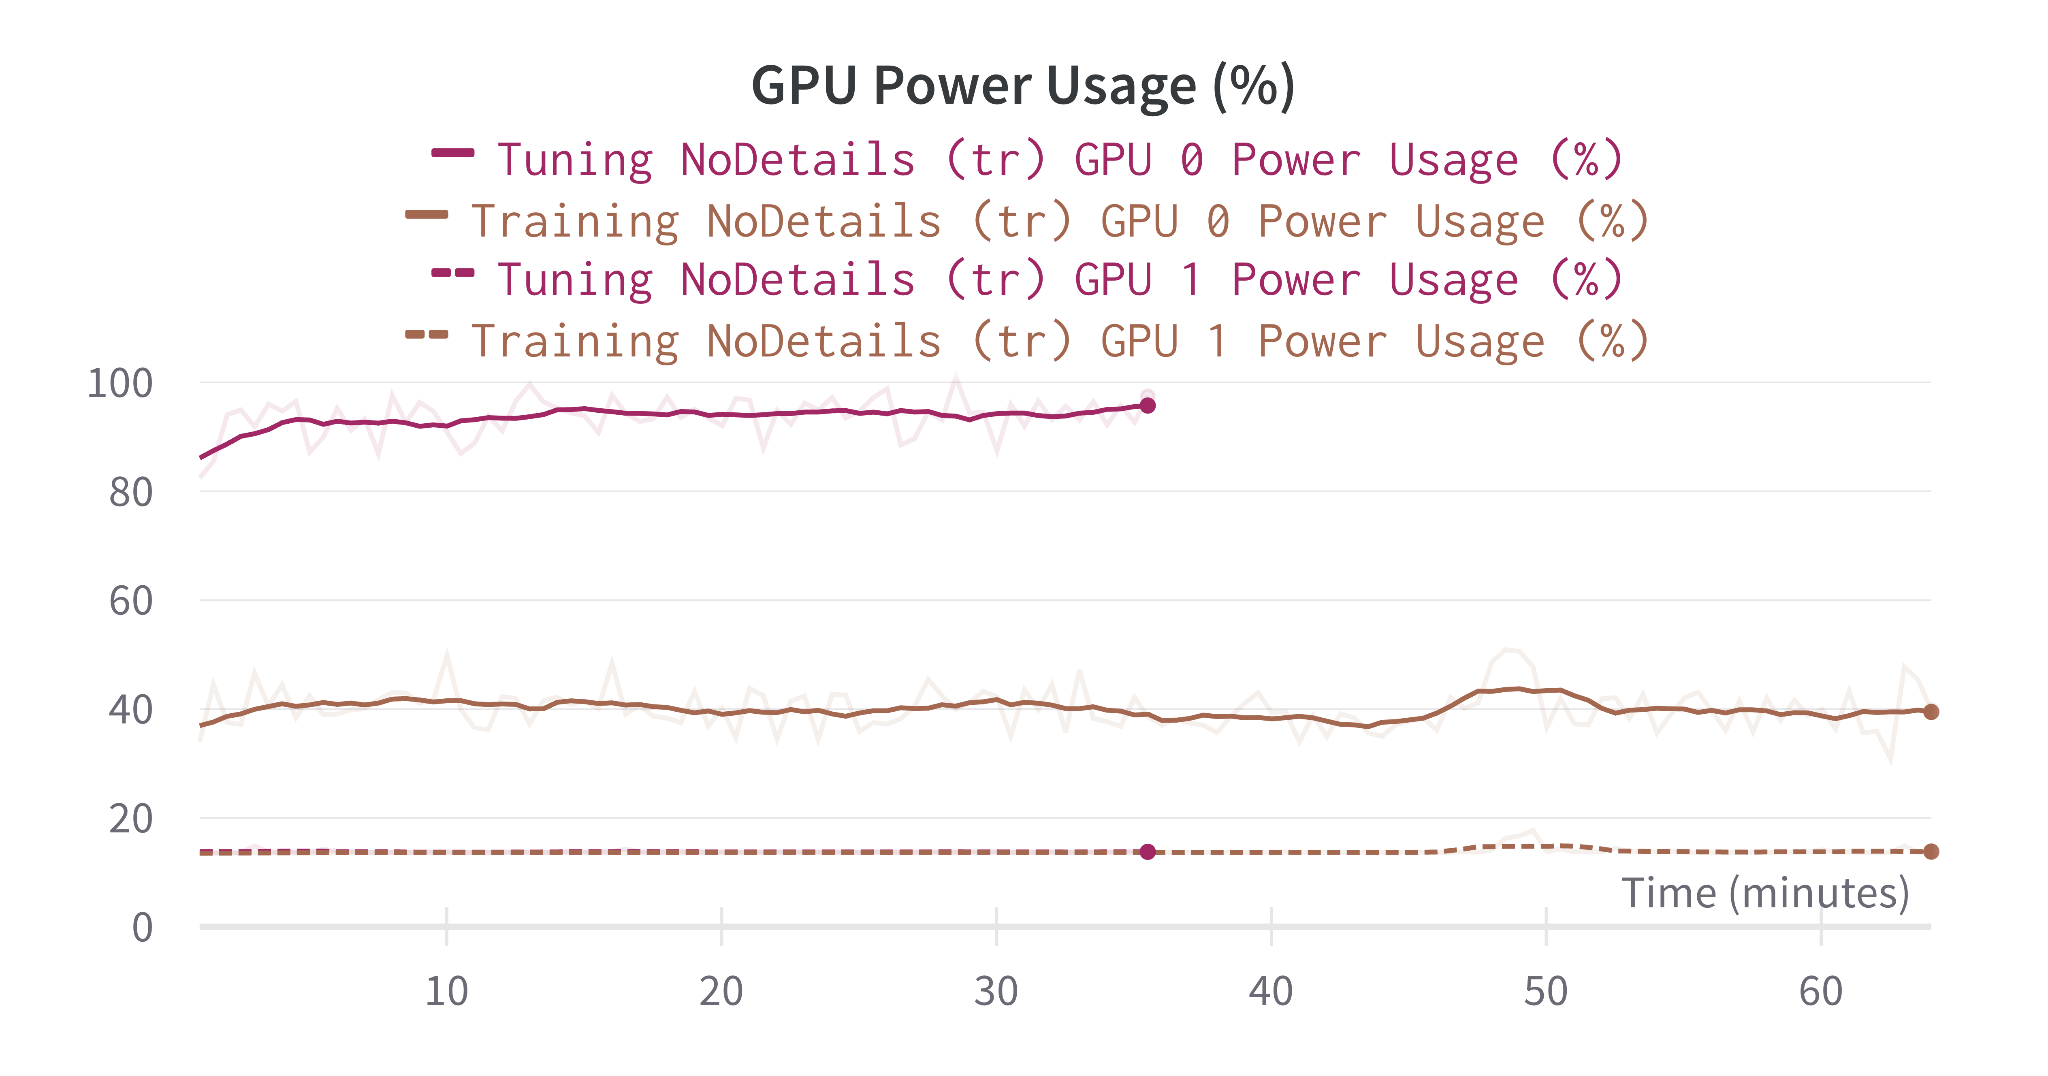 GPU Power Usage (%)
Tuning NoDetails (tr) GPU 0 Power Usage (%)
Training NoDetails (tr) GPU 0 Power Usage (%)
Tuning NoDetails (tr) GPU 1 Power Usage (%)
Training NoDetails (tr) GPU 1 Power Usage (%)
100
80
60
40
20
Time (minutes)
0
10 20 30 40 50 60